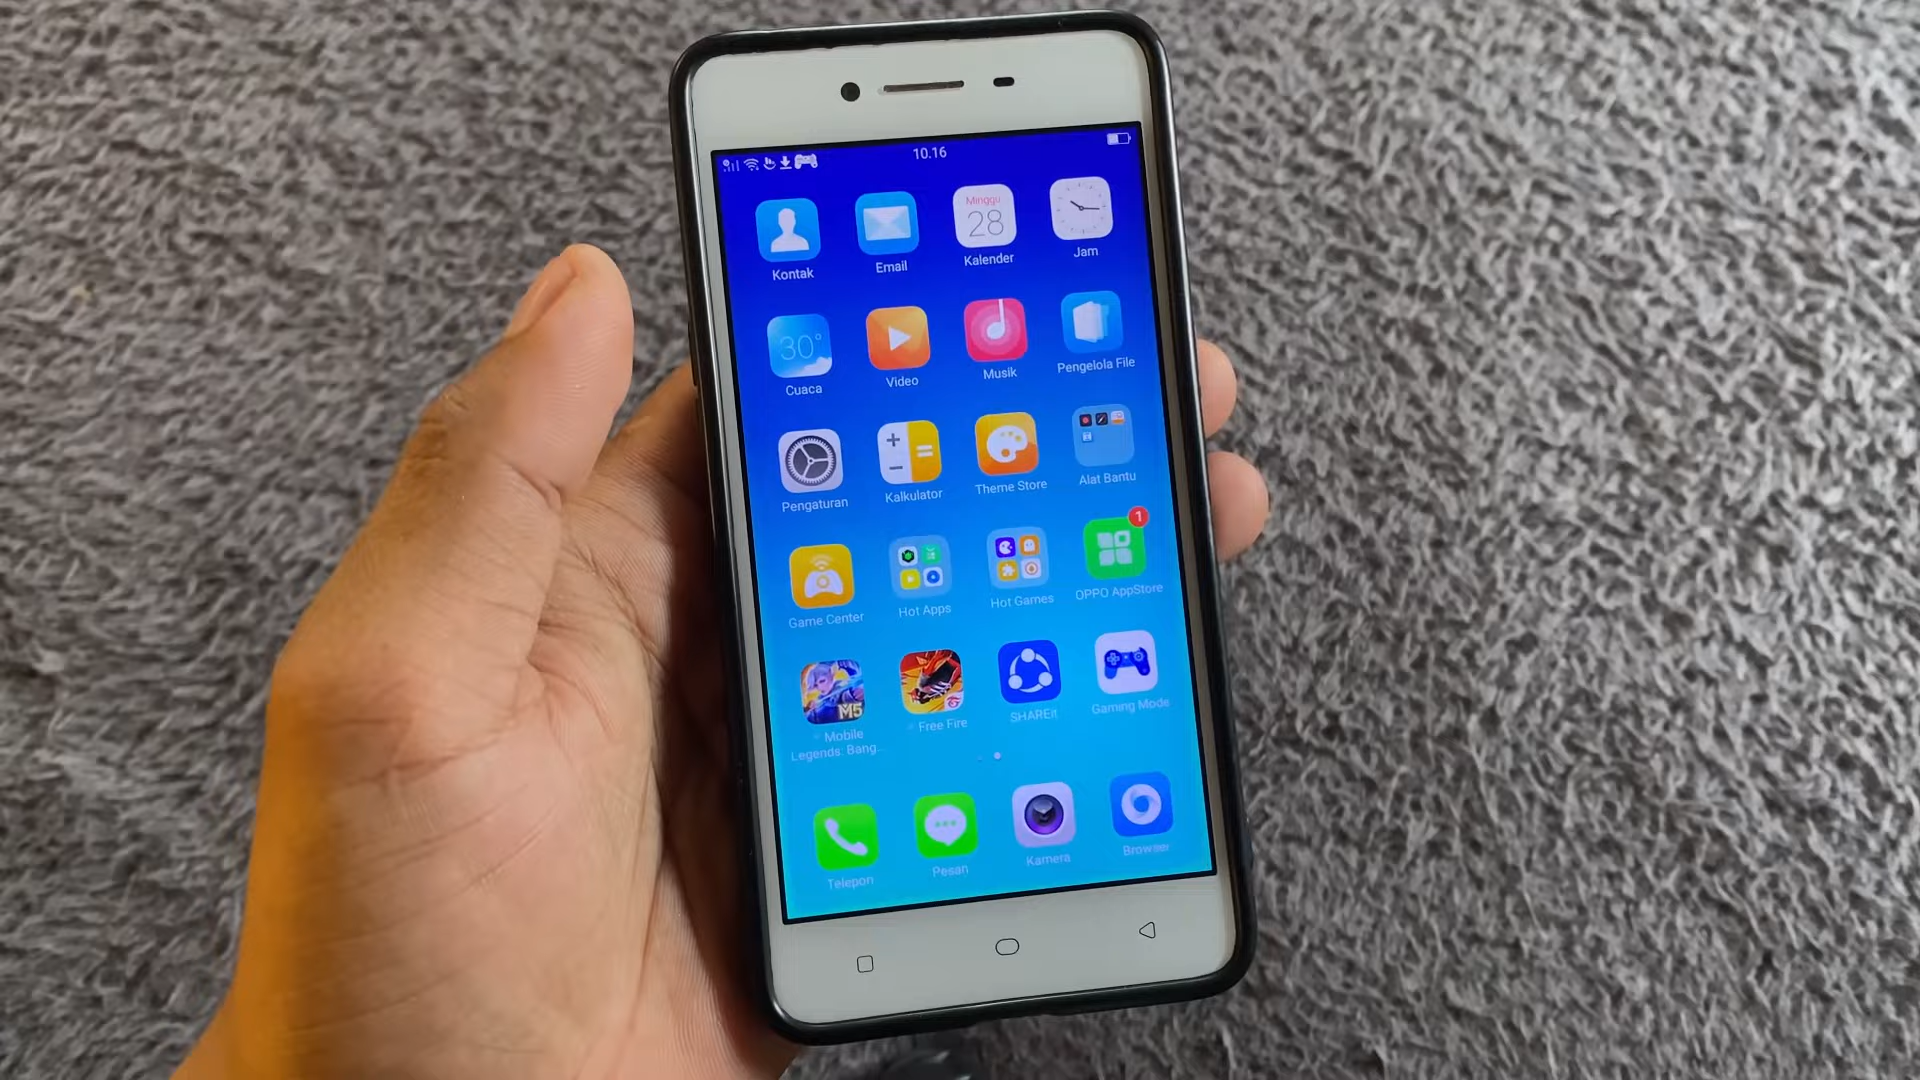 10.16
Minggu
28
Kontak
Email
Kalender
Jam
30°
Cuaca
Video
Musik
Pengelola File
Pengaturan
Kalkulator
Theme Store
Alat Bantu
1
Game Center
Hot Apps
Hot Games
OPPO AppStore
M5
Mobile
Legends: Bang...
Free Fire
SHAREit
Gaming Mode
Telepon
Pesan
Kamera
Browser